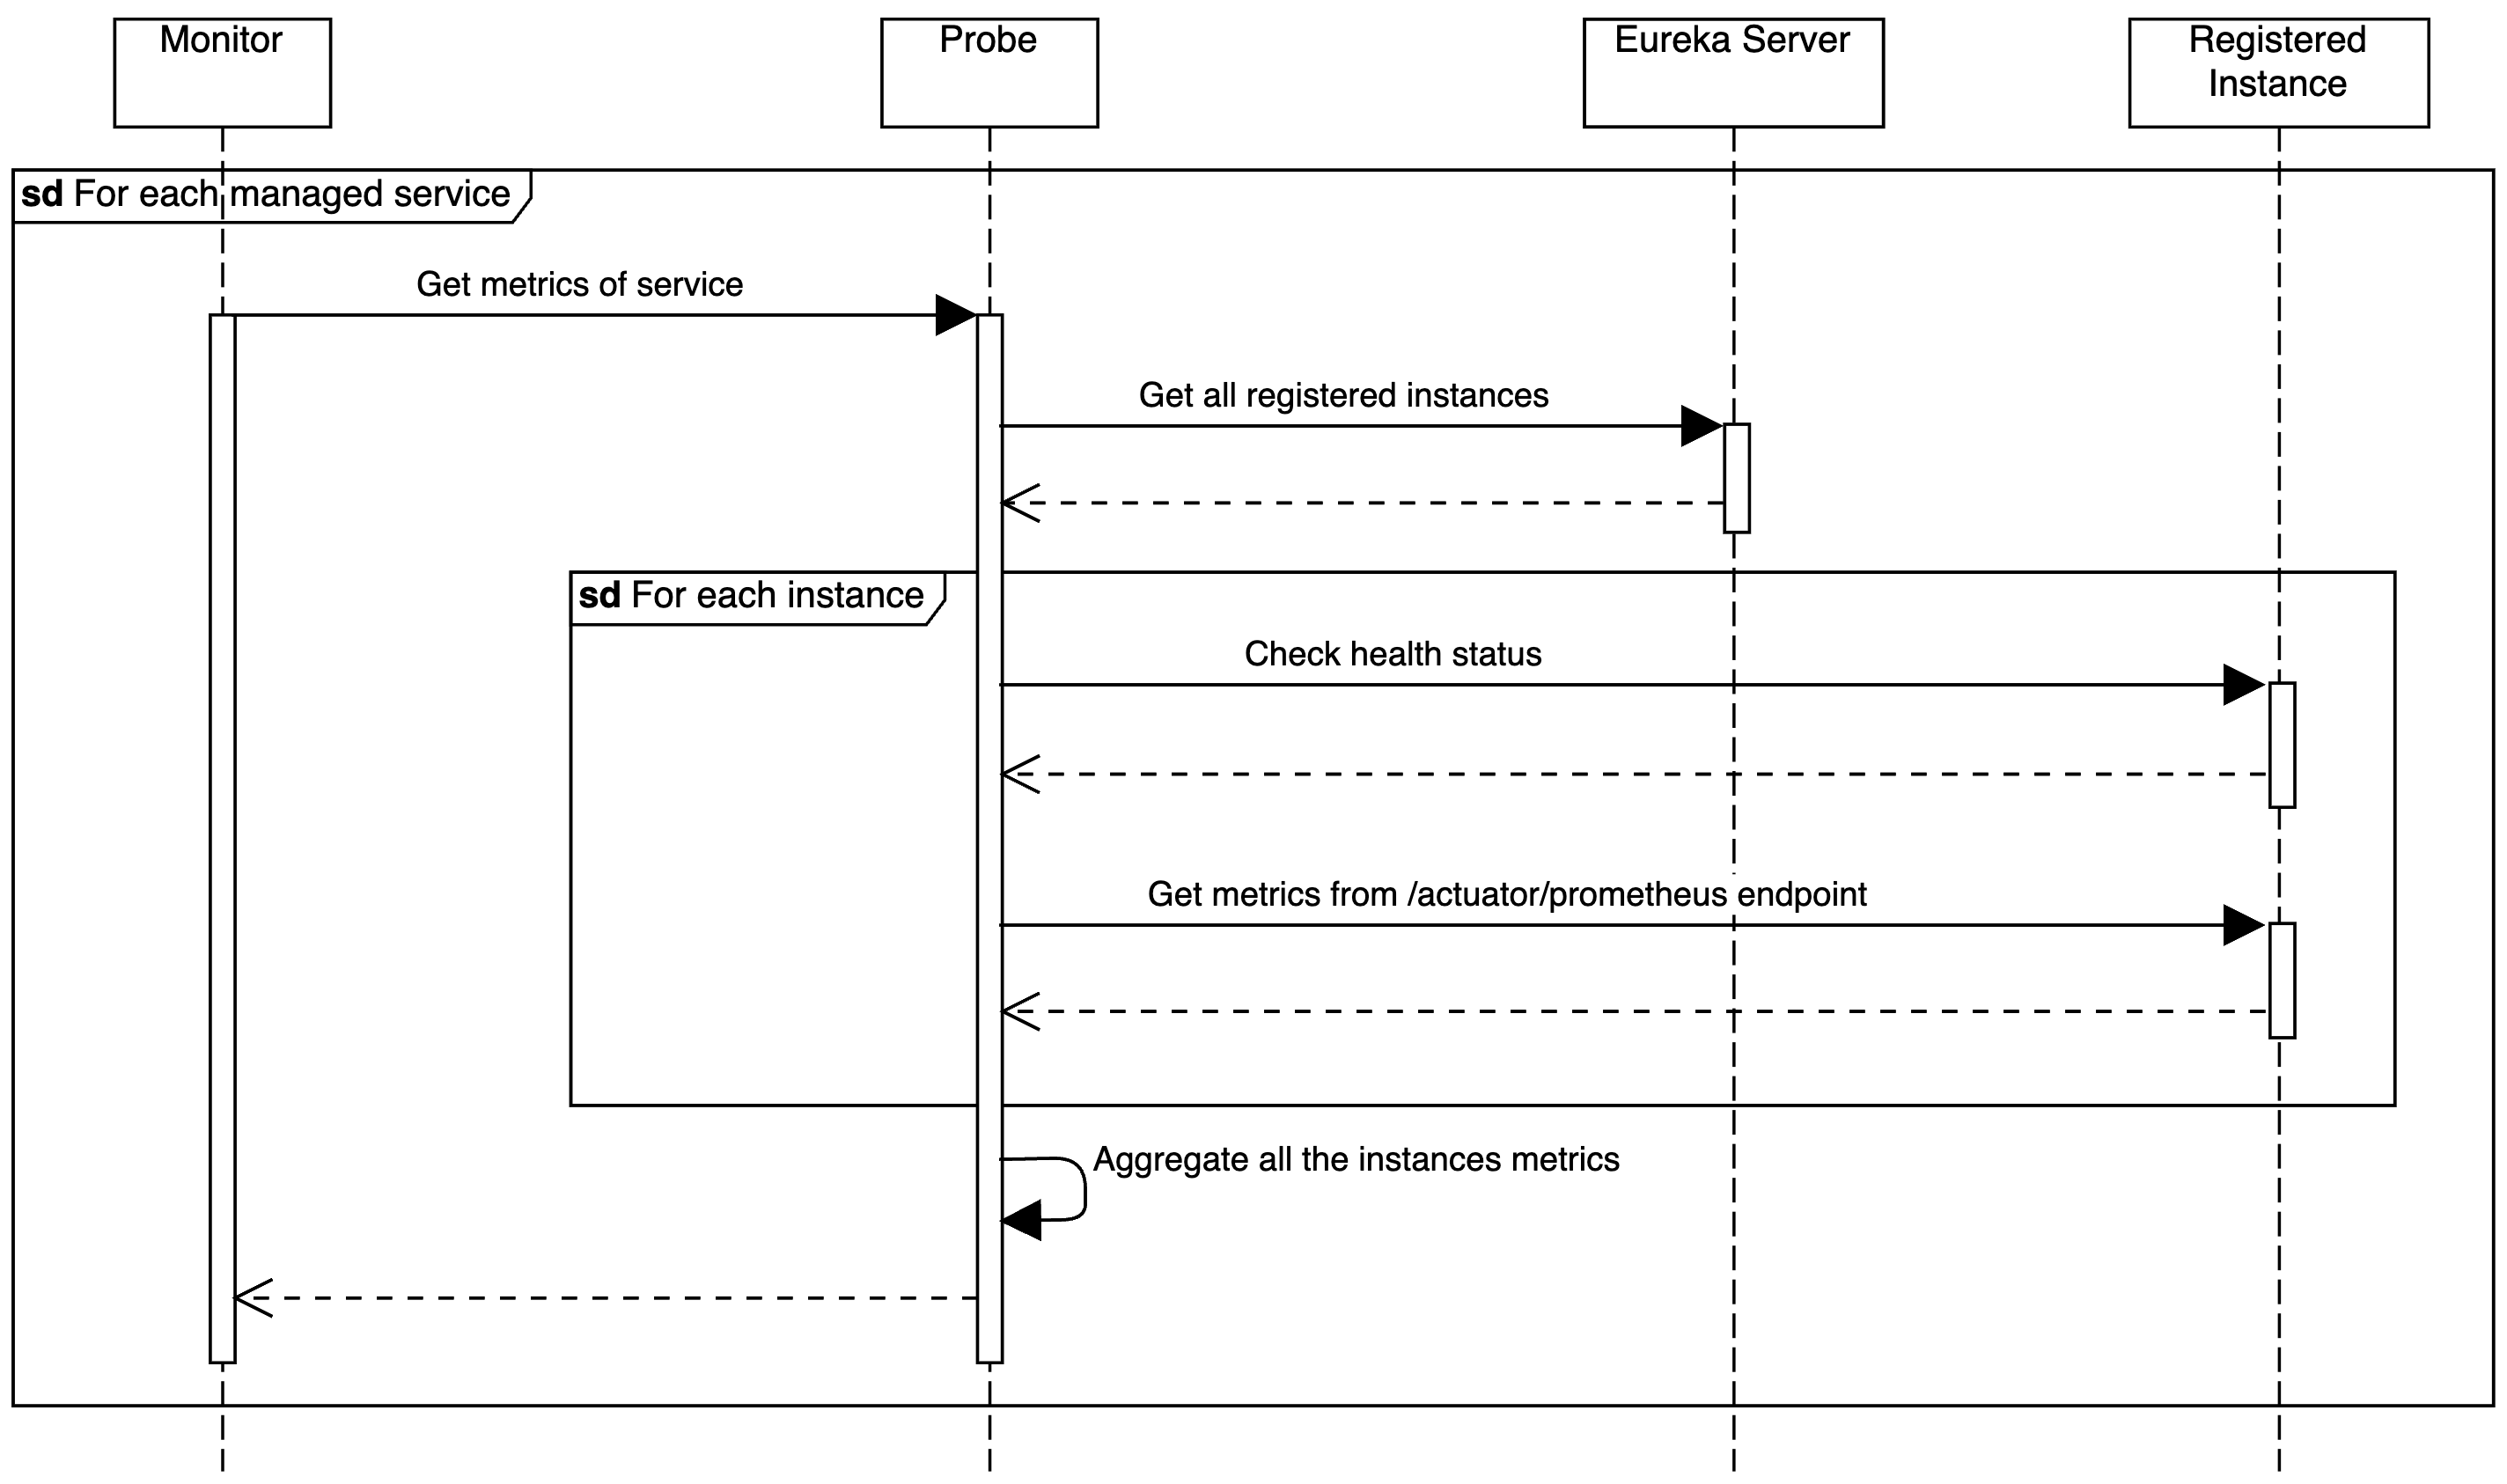 Monitor
Probe
Eureka Server
Registered
Instance
sd For each managed service
Get metrics of service
Get all registered instances
sd For each instance
Check health status
Get metrics from /actuator/prometheus endpoint
Aggregate all the instances metrics